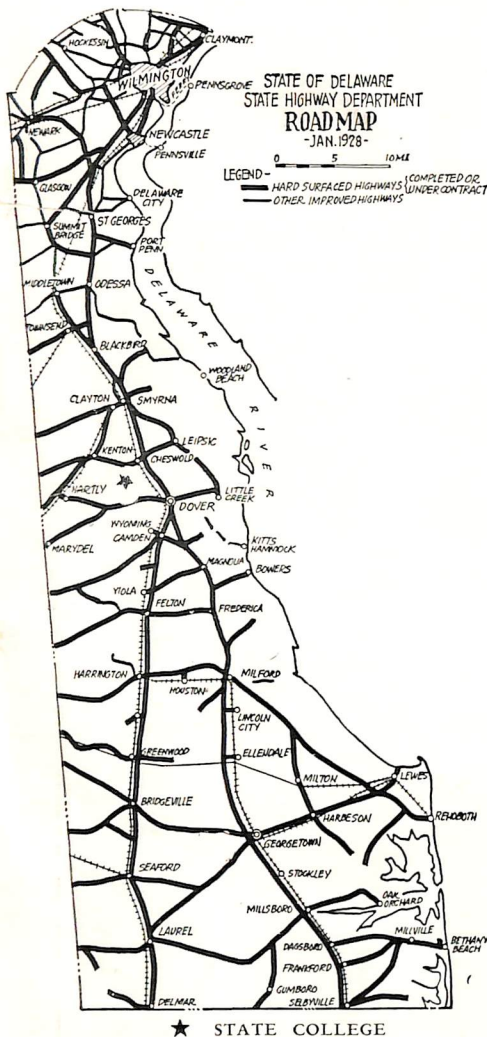 STATE OF DELAWARE
STATE HIGHWAY DEPARTMENT
ROAD MAP
-JAN.1928-
0 5 10 MI.
LEGEND-
HARD SURFACED HIGHWAYS
OTHER IMPROVED HIGHWAYS
COMPLETED OR
UNDER CONTRACT
CLAYMONT.
HOCKESSIN
WILMINGTON
PENNSGROVE
NEWARK
NEWCASTLE
PENNSVILLE
GLASGOW
DELAWARE
CITY
ST GEORGES
SUMMIT
BRIDGE
PORT
PENN
MIDDLETOWN
ODESSA
DELAWARE RIVER
TOWNSEND
BLACKBIRD
WOODLAND
BEACH
CLAYTON
SMYRNA
LEIPSIC
KENTON
CHESWOLD
HARTLY
LITTLE
CREEK
DOVER
WYOMING
CAMDEN
KITTS
HAMMOCK
MARYDEL
MAGNOLIA
BOWERS
VIOLA
FELTON
FREDERICA
HARRINGTON
MILFORD
HOUSTON
LINCOLN
CITY
GREENWOOD
ELLENDALE
MILTON
LEWES
BRIDGEVILLE
HARBESON
REHOBOTH
GEORGETOWN
SEAFORD
STOCKLEY
OAK
ORCHARD
MILLSBORO
LAUREL
MILLVILLE
DAGSBORO
BETHANY
BEACH
FRANKFORD
GUMBORO
DELMAR
SELBYVILLE
★ STATE COLLEGE